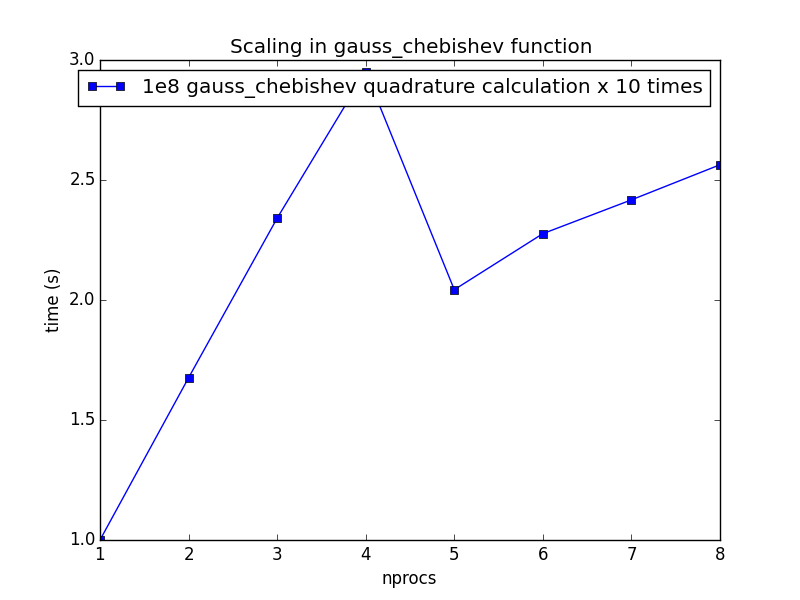 Scaling in gauss_chebishev function
3.0
1e8 gauss_chebishev quadrature calculation x 10 times
2.5
2.0
time (s)
1.5
1.0
1 2 3 4 5 6 7 8
nprocs